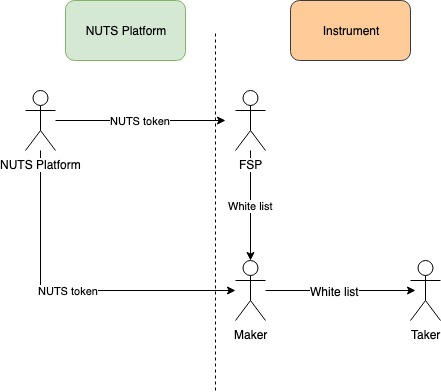 NUTS Platform
Instrument
NUTS token
NUTS Platform
FSP
White list
NUTS token
White list
Maker
Taker